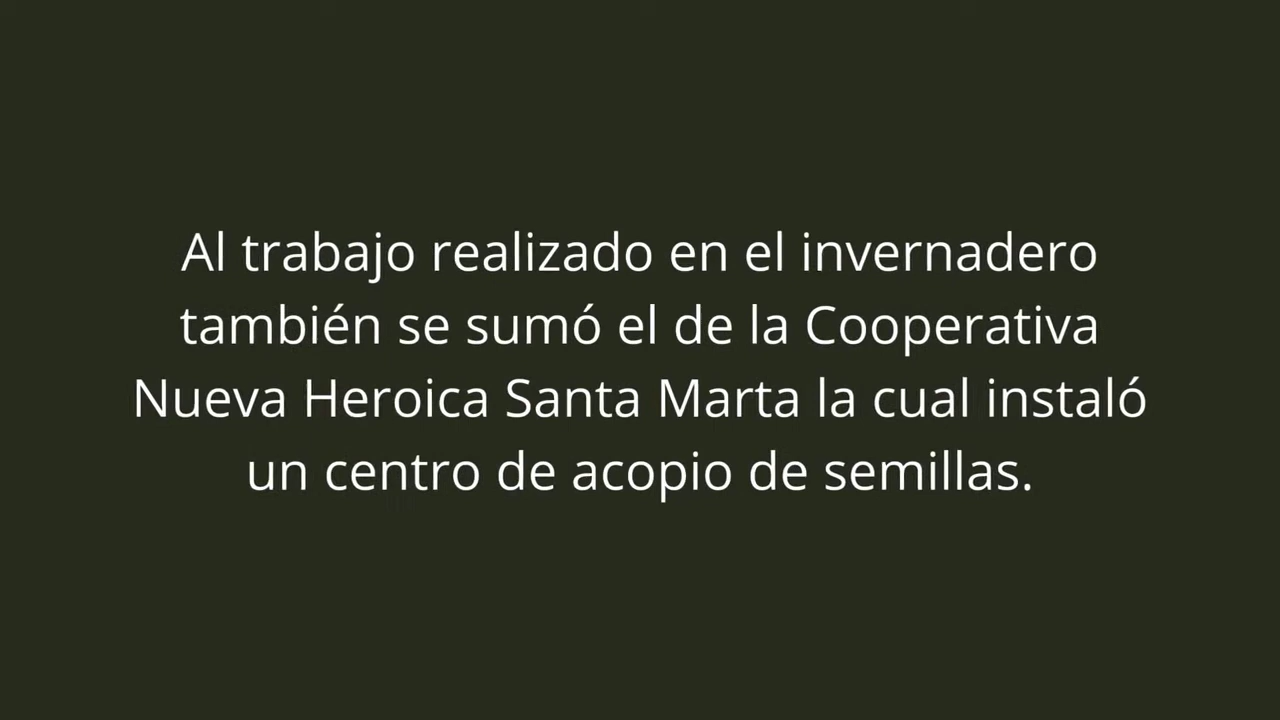 Al trabajo realizado en el invernadero
también se sumó el de la Cooperativa
Nueva Heroica Santa Marta la cual instaló
un centro de acopio de semillas.